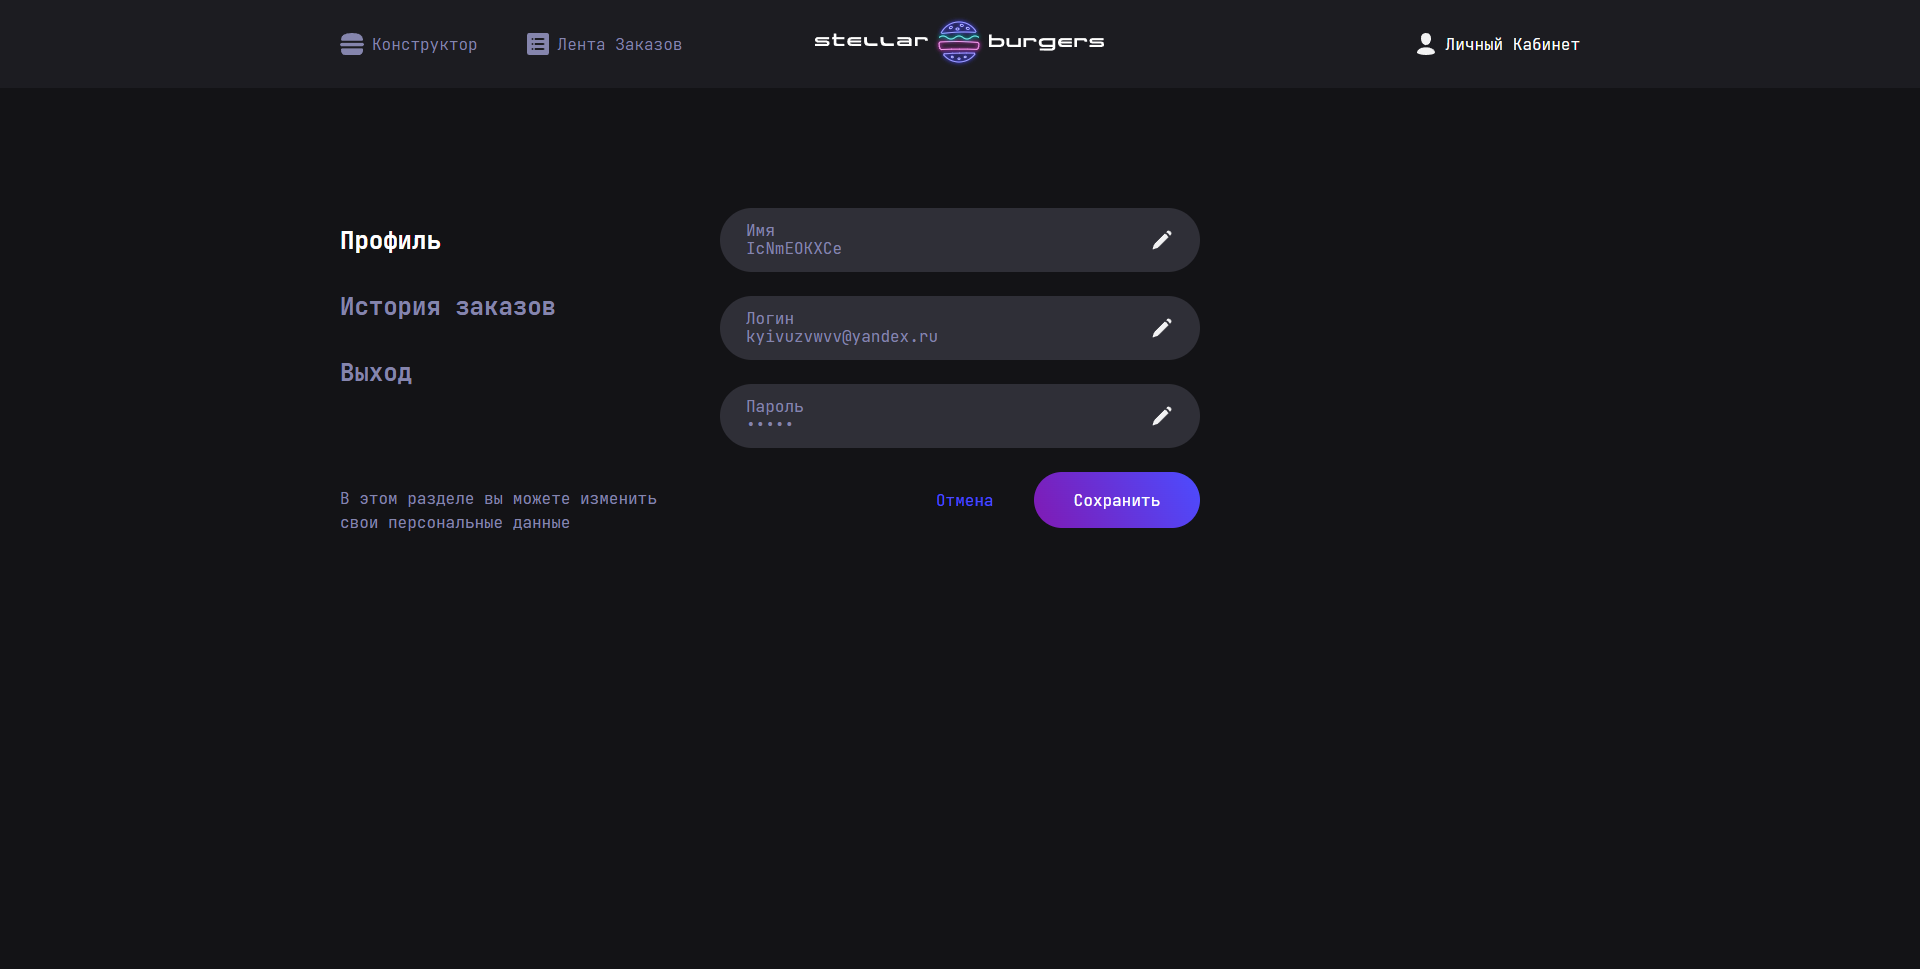 Конструктор
Лента Заказов
stellar burgers
Личный Кабинет
Профиль
История заказов
Выход
В этом разделе вы можете изменить
свои персональные данные
Имя
IcNmEOKXCe
Логин
kyivuzvwvv@yandex.ru
Пароль
•••••
Отмена
Сохранить